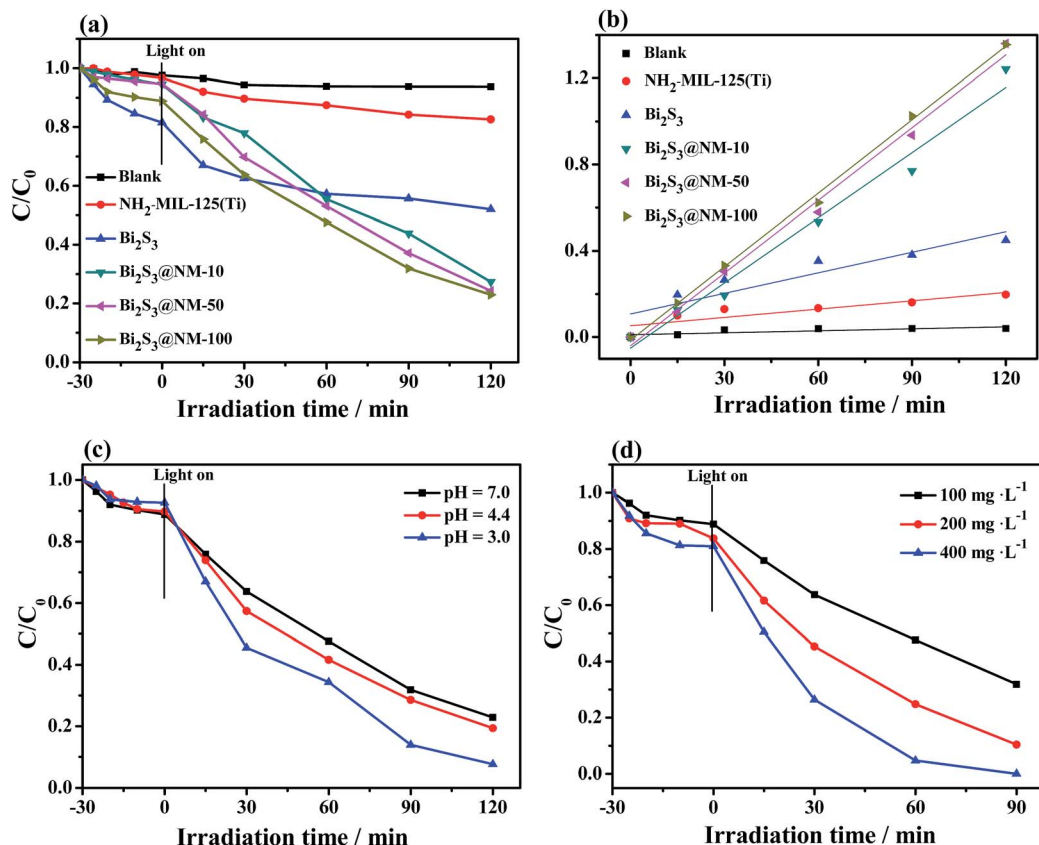 (a)
Light on
C/C₀
1.0
0.8
0.6
0.4
0.2
0.0
Blank
NH₂-MIL-125(Ti)
Bi₂S₃
Bi₂S₃@NM-10
Bi₂S₃@NM-50
Bi₂S₃@NM-100
-30 0 30 60 90 120
Irradiation time / min
(b)
1.2
0.8
0.4
0.0
Blank
NH₂-MIL-125(Ti)
Bi₂S₃
Bi₂S₃@NM-10
Bi₂S₃@NM-50
Bi₂S₃@NM-100
0 30 60 90 120
Irradiation time / min
(c)
Light on
C/C₀
1.0
0.8
0.6
0.4
0.2
0.0
pH = 7.0
pH = 4.4
pH = 3.0
-30 0 30 60 90 120
Irradiation time / min
(d)
Light on
C/C₀
1.0
0.8
0.6
0.4
0.2
0.0
100 mg ·L⁻¹
200 mg ·L⁻¹
400 mg ·L⁻¹
-30 0 30 60 90
Irradiation time / min